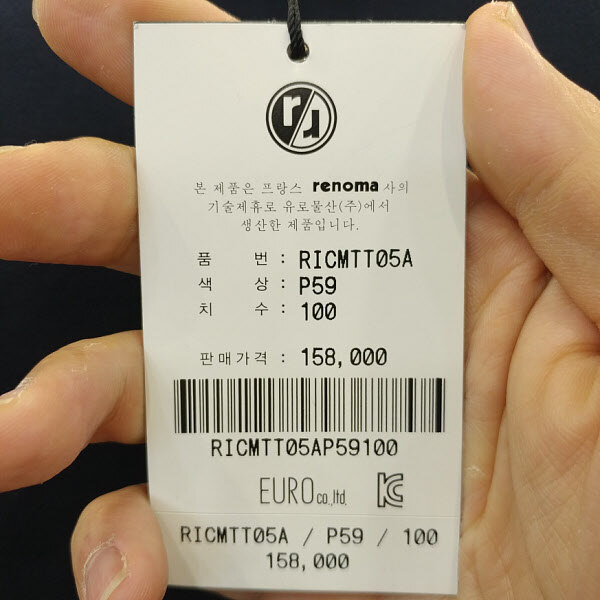 본 제품은 프랑스 renoma 사의
기술제휴로 유로물산(주)에서
생산한 제품입니다.
품 번 : RICMTT05A
색 상 : P59
치 수 : 100
판매가격 : 158,000
RICMTT05AP59100
EURO co.,ltd.
RICMTT05A / P59 / 100
158,000